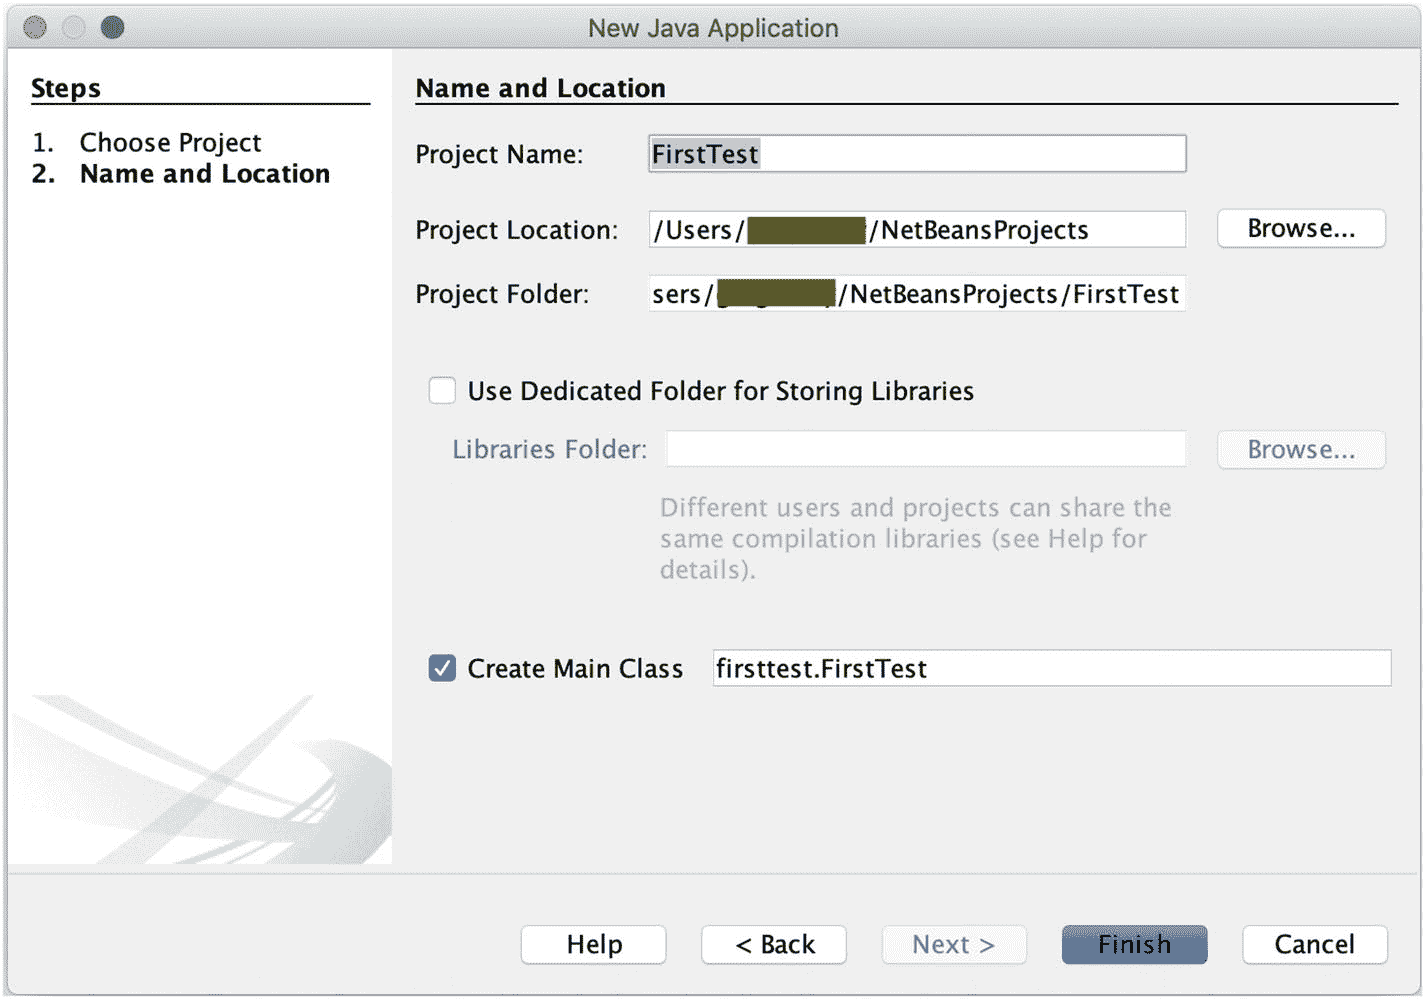 New Java Application
Steps
1. Choose Project
2. Name and Location
Name and Location
Project Name: FirstTest
Project Location: /Users/ /NetBeansProjects Browse...
Project Folder: sers/ /NetBeansProjects/FirstTest
Use Dedicated Folder for Storing Libraries
Libraries Folder: Browse...
Different users and projects can share the
same compilation libraries (see Help for
details).
Create Main Class firsttest.FirstTest
Help < Back Next > Finish Cancel